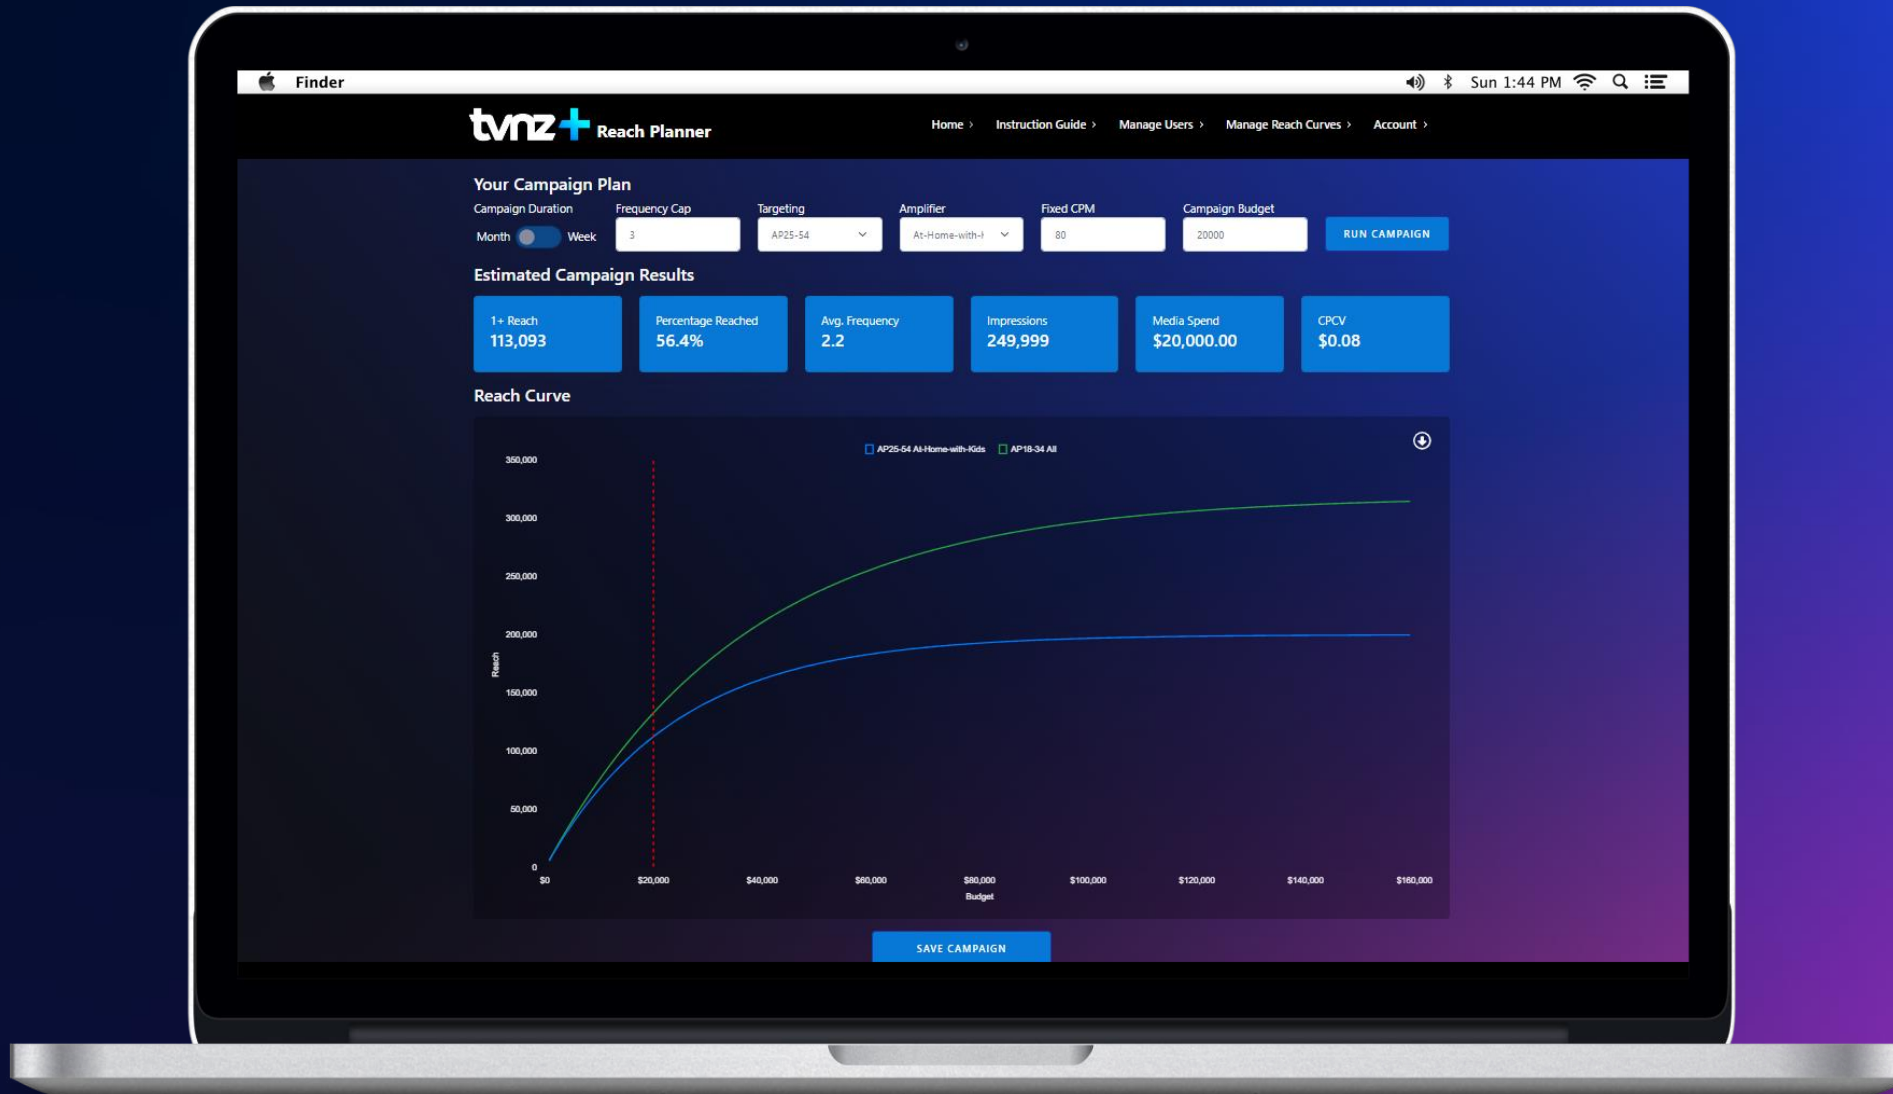 Finder
Sun 1:44 PM
tvnz+ Reach Planner
Home › Instruction Guide › Manage Users › Manage Reach Curves › Account ›
Your Campaign Plan
Campaign Duration Frequency Cap Targeting Amplifier Fixed CPM Campaign Budget
Month Week 3 AP25-54 At-Home-with-H 80 20000 RUN CAMPAIGN
Estimated Campaign Results
1+ Reach Percentage Reached Avg. Frequency Impressions Media Spend CPCV
113,093 56.4% 2.2 249,999 $20,000.00 $0.08
Reach Curve
AP25-54 At-Home-with-Kids AP18-34 All
350,000
300,000
250,000
200,000
Reach
150,000
100,000
50,000
0
$0 $20,000 $40,000 $60,000 $80,000 $100,000 $120,000 $140,000 $160,000
Budget
SAVE CAMPAIGN